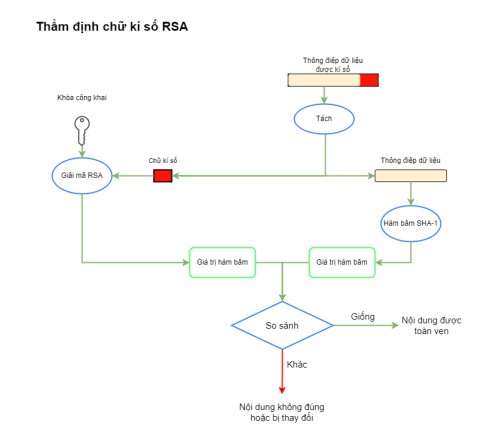 Thẩm định chữ kí số RSA
Thông điệp dữ liệu
được kí số
Khóa công khai
Tách
Chữ kí số
Thông điệp dữ liệu
Giải mã RSA
Hàm băm SHA-1
Giá trị hàm băm
Giá trị hàm băm
So sánh
Giống
Nội dung được
toàn vẹn
Khác
Nội dung không đúng
hoặc bị thay đổi